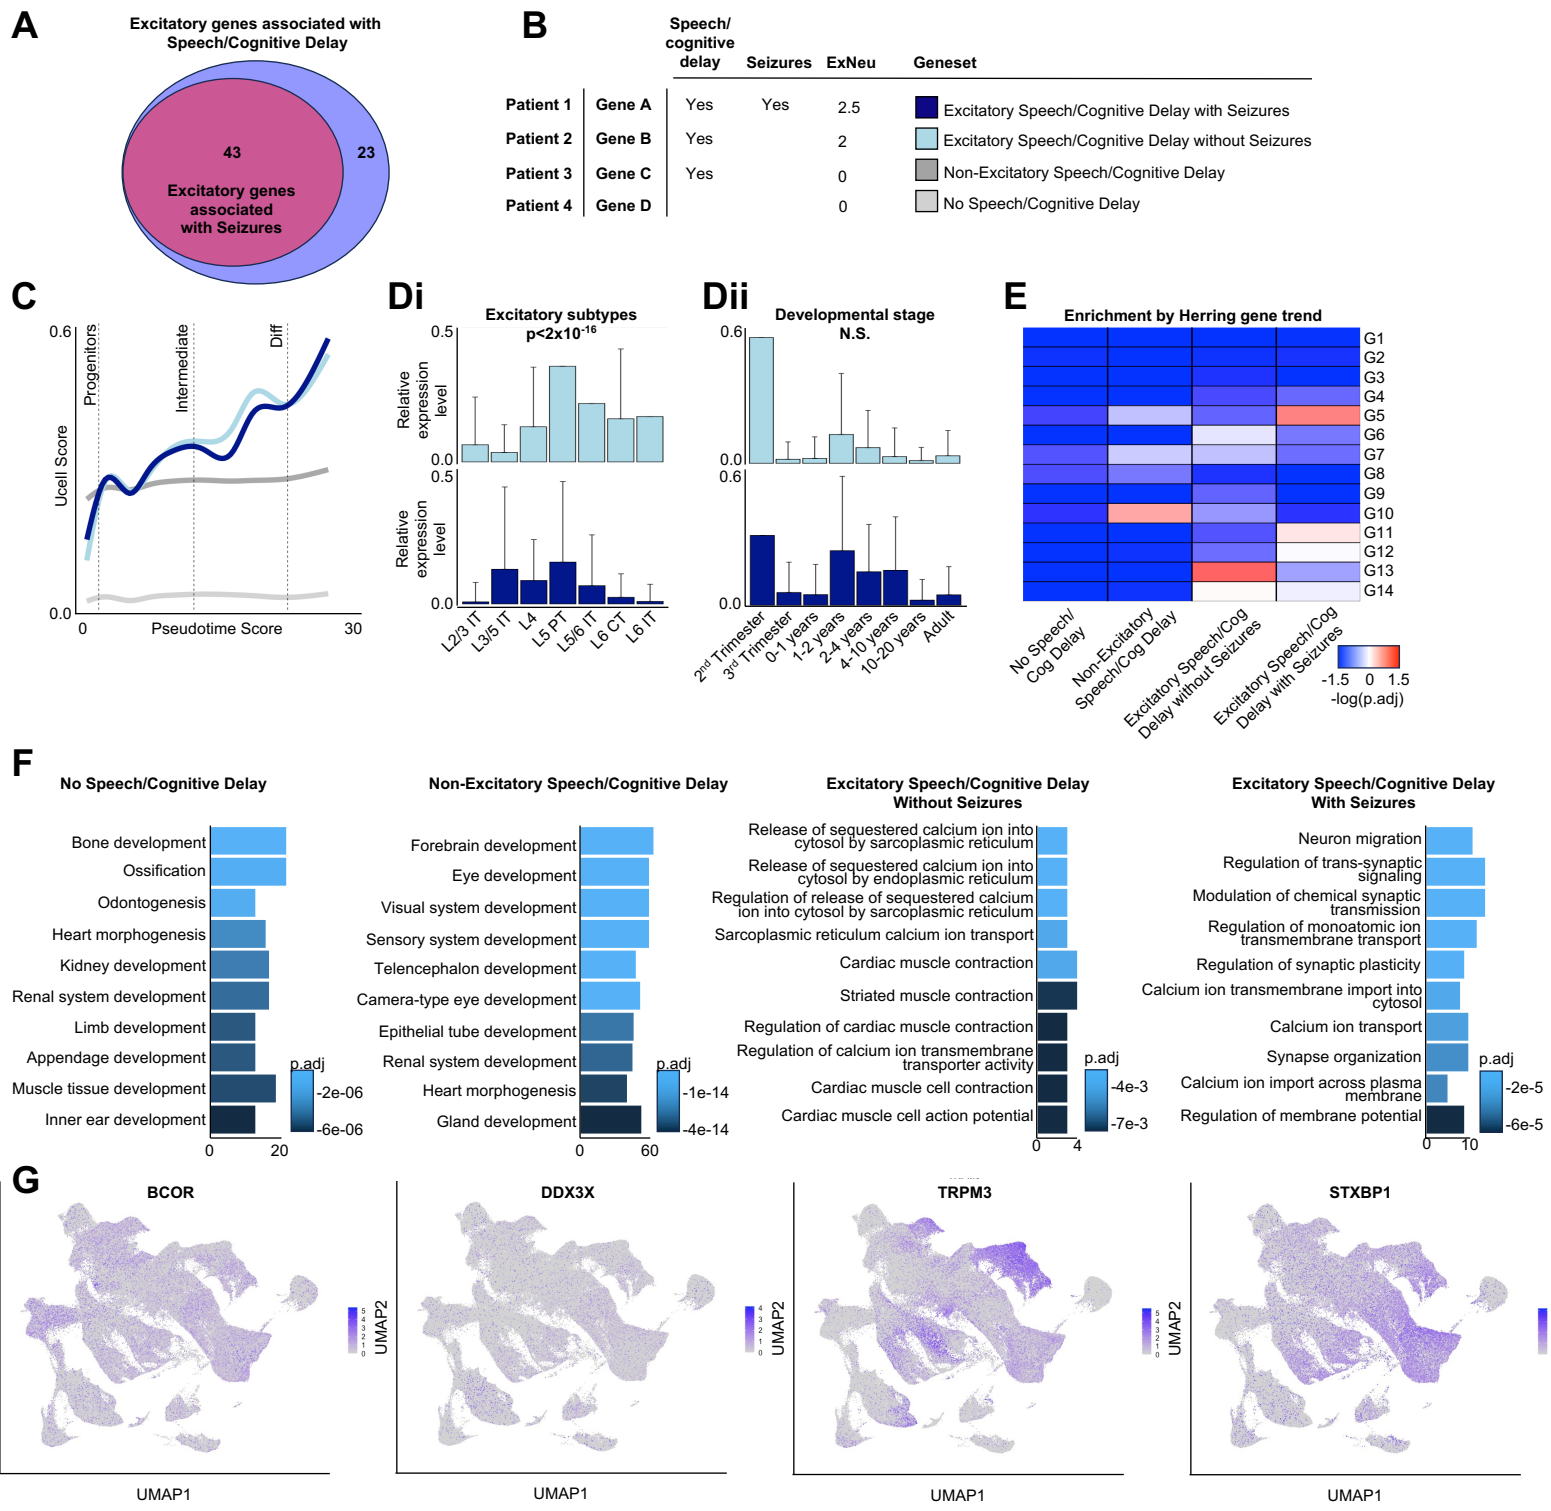 A
Excitatory genes associated with
Speech/Cognitive Delay
43
23
Excitatory genes
associated
with Seizures
B
Speech/
cognitive
delay
Seizures
ExNeu
Geneset
Patient 1 Gene A Yes Yes 2.5 Excitatory Speech/Cognitive Delay with Seizures
Patient 2 Gene B Yes 2 Excitatory Speech/Cognitive Delay without Seizures
Patient 3 Gene C Yes 0 Non-Excitatory Speech/Cognitive Delay
Patient 4 Gene D 0 No Speech/Cognitive Delay
C
0.6
Ucell Score
0.0
Progenitors
Intermediate
Diff
0
Pseudotime Score
30
Di
Excitatory subtypes
p<2x10-16
0.5
Relative
expression
level
0.0
0.5
Relative
expression
level
0.0
L2/3 IT
L3/5 IT
L4
L5 PT
L5/6 IT
L6 CT
L6 IT
Dii
Developmental stage
N.S.
0.6
0.0
0.6
0.0
2nd Trimester
3rd Trimester
0-1 years
1-2 years
2-4 years
4-10 years
10-20 years
Adult
E
Enrichment by Herring gene trend
G1
G2
G3
G4
G5
G6
G7
G8
G9
G10
G11
G12
G13
G14
No Speech/
Cog Delay
Non-Excitatory
Speech/Cog Delay
Excitatory Speech/Cog
Delay without Seizures
Excitatory Speech/Cog
Delay with Seizures
-1.5 0 1.5
-log(p.adj)
F
No Speech/Cognitive Delay
Bone development
Ossification
Odontogenesis
Heart morphogenesis
Kidney development
Renal system development
Limb development
Appendage development
Muscle tissue development
Inner ear development
0 20
p.adj
-2e-06
-6e-06
Non-Excitatory Speech/Cognitive Delay
Forebrain development
Eye development
Visual system development
Sensory system development
Telencephalon development
Camera-type eye development
Epithelial tube development
Renal system development
Heart morphogenesis
Gland development
0 60
p.adj
-1e-14
-4e-14
Excitatory Speech/Cognitive Delay
Without Seizures
Release of sequestered calcium ion into
cytosol by sarcoplasmic reticulum
Release of sequestered calcium ion into
cytosol by endoplasmic reticulum
Regulation of release of sequestered calcium
ion into cytosol by sarcoplasmic reticulum
Sarcoplasmic reticulum calcium ion transport
Cardiac muscle contraction
Striated muscle contraction
Regulation of cardiac muscle contraction
Regulation of calcium ion transmembrane
transporter activity
Cardiac muscle cell contraction
Cardiac muscle cell action potential
0 4
p.adj
-4e-3
-7e-3
Excitatory Speech/Cognitive Delay
With Seizures
Neuron migration
Regulation of trans-synaptic
signaling
Modulation of chemical synaptic
transmission
Regulation of monoatomic ion
transmembrane transport
Regulation of synaptic plasticity
Calcium ion transmembrane import into
cytosol
Calcium ion transport
Synapse organization
Calcium ion import across plasma
membrane
Regulation of membrane potential
0 10
p.adj
-2e-5
-6e-5
G
BCOR
5
4
3
2
1
0
UMAP1
UMAP2
DDX3X
4
3
2
1
0
UMAP1
UMAP2
TRPM3
5
4
3
2
1
0
UMAP1
UMAP2
STXBP1
UMAP1